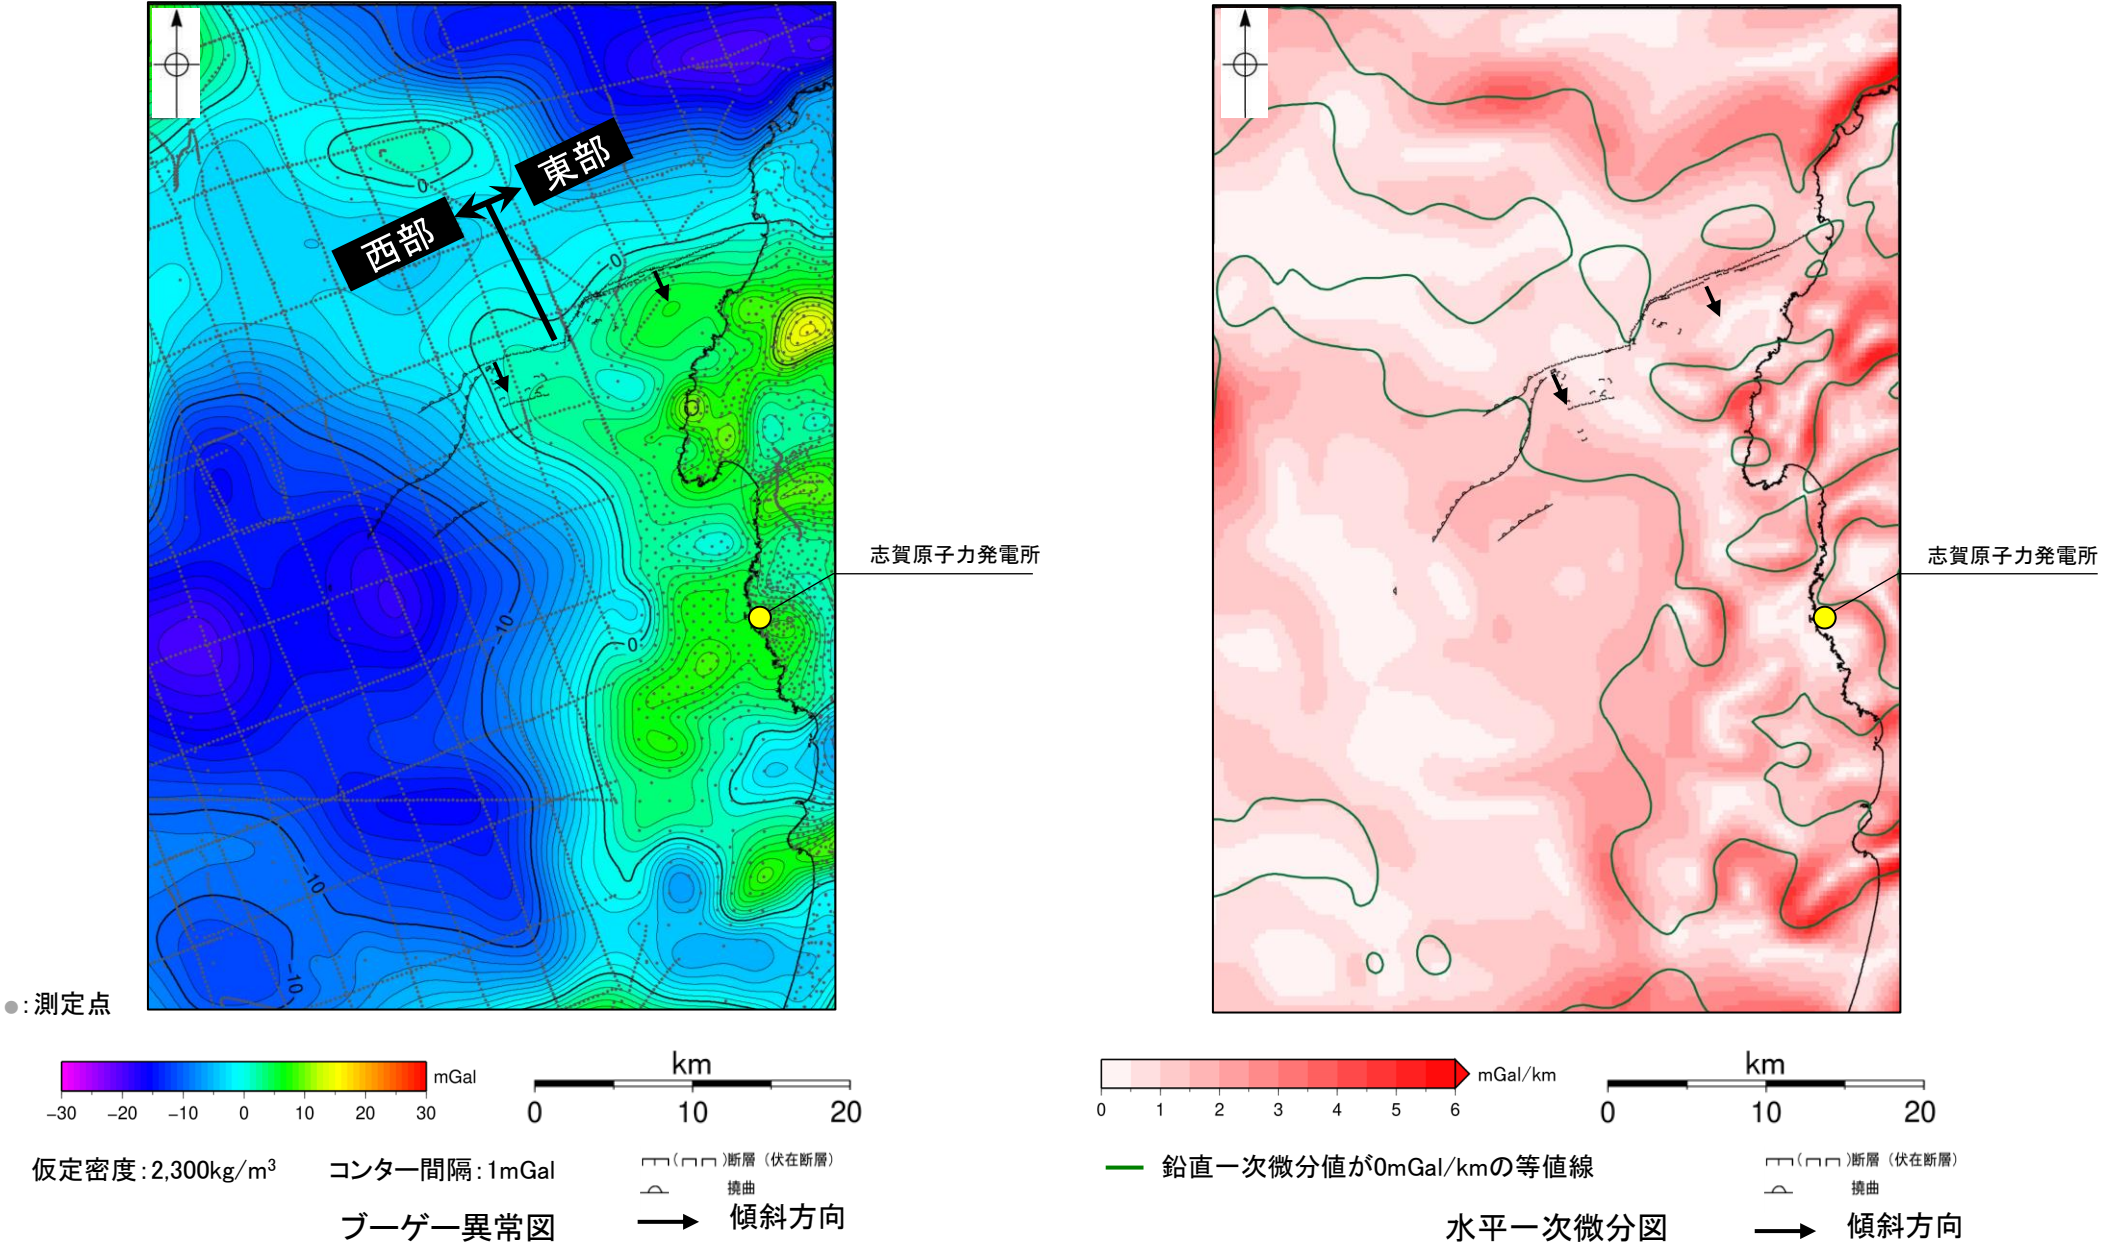 東部
西部
0
0
0
10
10
10
志賀原子力発電所
志賀原子力発電所
●:測定点
mGal
−30 −20 −10 0 10 20 30
km
0 10 20
仮定密度:2,300kg/m³ コンター間隔:1mGal
断層（伏在断層）
撓曲
傾斜方向
ブーゲー異常図
mGal/km
0 1 2 3 4 5 6
km
0 10 20
鉛直一次微分値が0mGal/kmの等値線
断層（伏在断層）
撓曲
傾斜方向
水平一次微分図